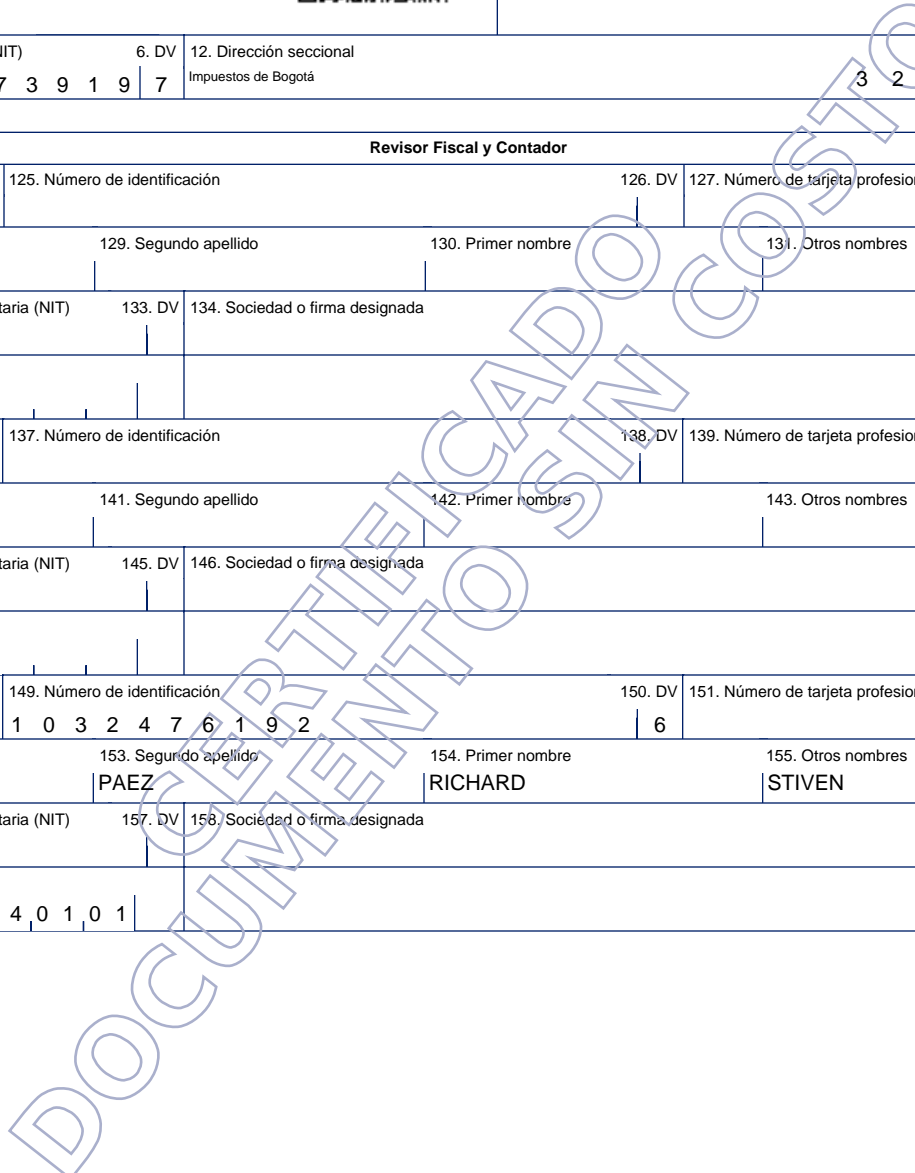 IT) 6. DV 12. Dirección seccional
7 3 9 1 9 7 Impuestos de Bogotá 3 2
Revisor Fiscal y Contador
125. Número de identificación 126. DV 127. Número de tarjeta profesion
129. Segundo apellido 130. Primer nombre 131. Otros nombres
taria (NIT) 133. DV 134. Sociedad o firma designada
137. Número de identificación 138. DV 139. Número de tarjeta profesion
141. Segundo apellido 142. Primer nombre 143. Otros nombres
taria (NIT) 145. DV 146. Sociedad o firma designada
149. Número de identificación 150. DV 151. Número de tarjeta profesion
1 0 3 2 4 7 6 1 9 2 6
153. Segundo apellido 154. Primer nombre 155. Otros nombres
PAEZ RICHARD STIVEN
taria (NIT) 157. DV 158. Sociedad o firma designada
4 0 1 0 1
CERTIFICADO
DOCUMENTO SIN COSTO